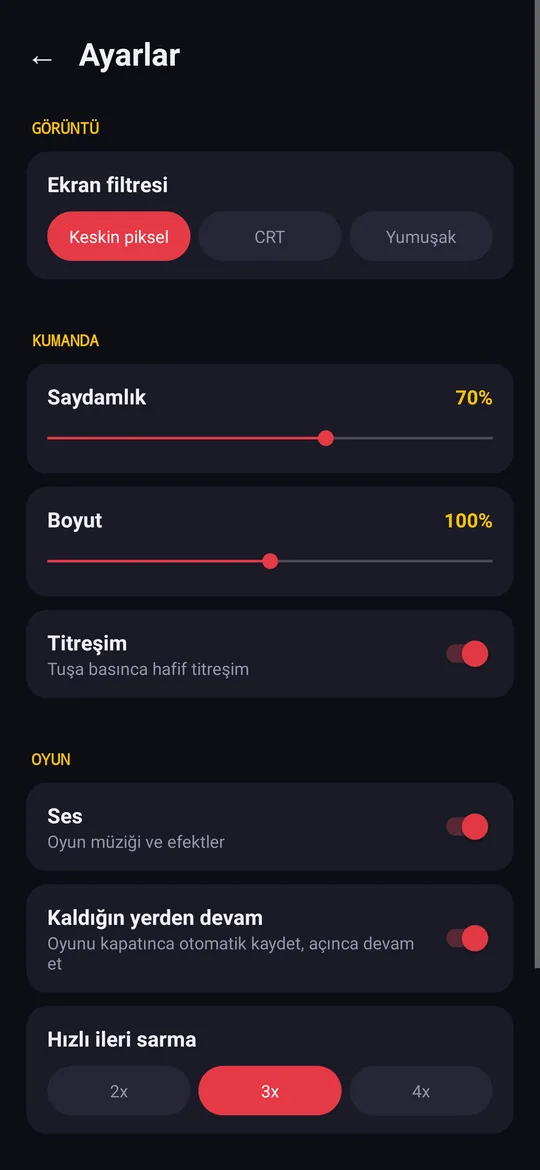 ← Ayarlar
GÖRÜNTÜ
Ekran filtresi
Keskin piksel CRT Yumuşak
KUMANDA
Saydamlık 70%
Boyut 100%
Titreşim
Tuşa basınca hafif titreşim
OYUN
Ses
Oyun müziği ve efektler
Kaldığın yerden devam
Oyunu kapatınca otomatik kaydet, açınca devam
et
Hızlı ileri sarma
2x 3x 4x